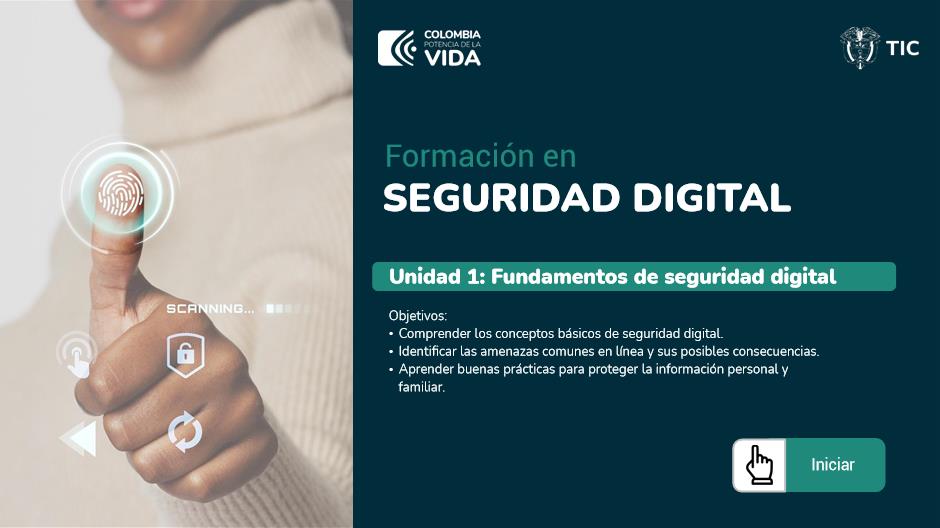 COLOMBIA
POTENCIA DE LA
VIDA
TIC
Formación en
SEGURIDAD DIGITAL
Unidad 1: Fundamentos de seguridad digital
Objetivos:
• Comprender los conceptos básicos de seguridad digital.
• Identificar las amenazas comunes en línea y sus posibles consecuencias.
• Aprender buenas prácticas para proteger la información personal y
familiar.
SCANNING...
Iniciar